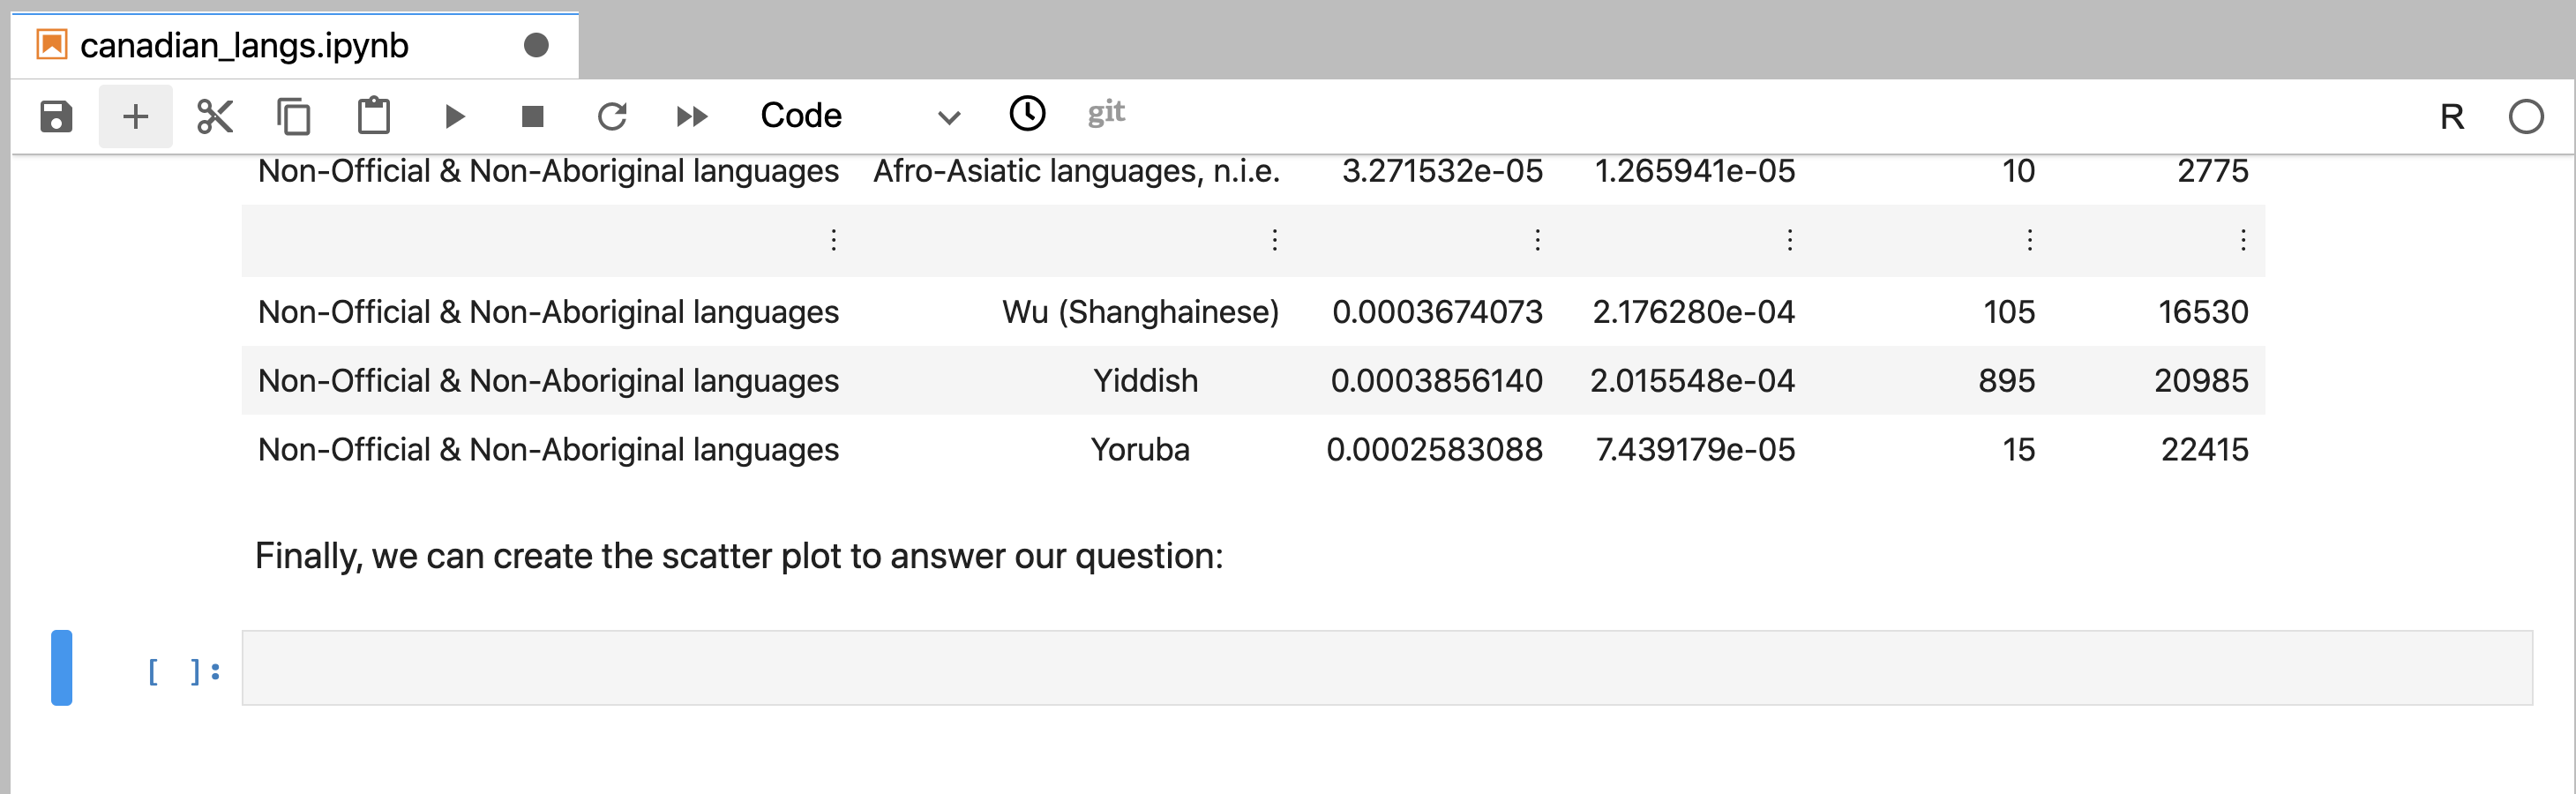 canadian_langs.ipynb
Code git R
Non-Official & Non-Aboriginal languages Afro-Asiatic languages, n.i.e. 3.271532e-05 1.265941e-05 10 2775
⋮ ⋮ ⋮ ⋮ ⋮ ⋮
Non-Official & Non-Aboriginal languages Wu (Shanghainese) 0.0003674073 2.176280e-04 105 16530
Non-Official & Non-Aboriginal languages Yiddish 0.0003856140 2.015548e-04 895 20985
Non-Official & Non-Aboriginal languages Yoruba 0.0002583088 7.439179e-05 15 22415
Finally, we can create the scatter plot to answer our question:
[ ]: